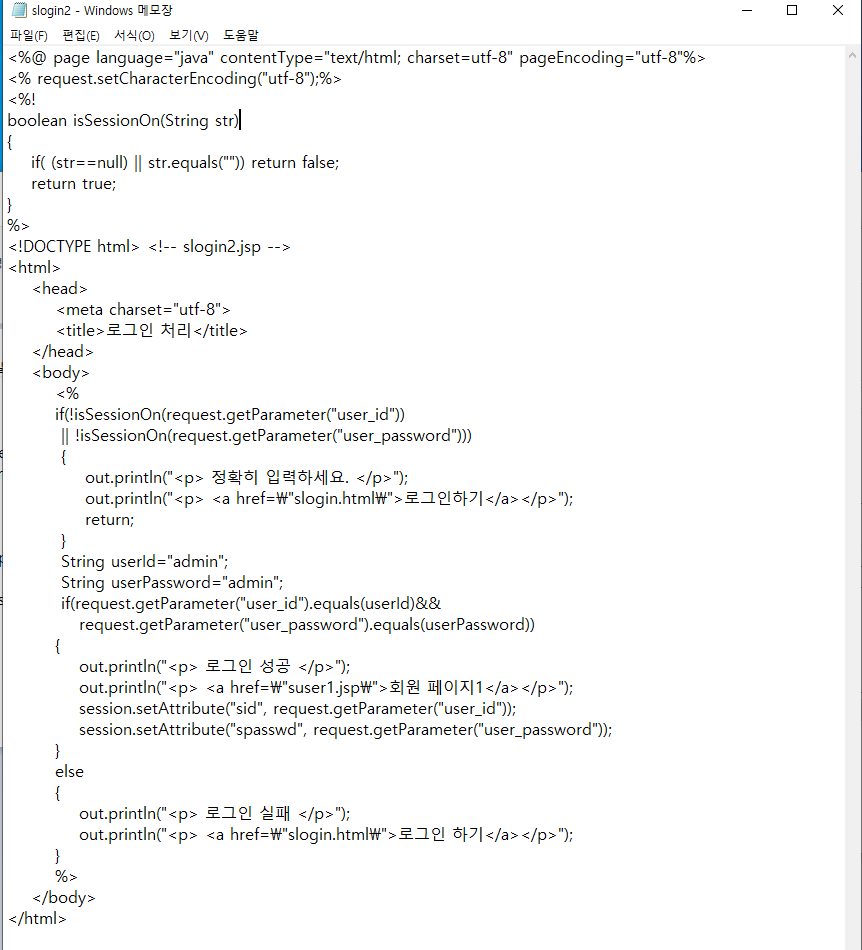 slogin2 - Windows 메모장
파일(F) 편집(E) 서식(O) 보기(V) 도움말
<%@ page language="java" contentType="text/html; charset=utf-8" pageEncoding="utf-8"%>
<% request.setCharacterEncoding("utf-8");%>
<%!
boolean isSessionOn(String str)
{
if( (str==null) || str.equals("")) return false;
return true;
}
%>
<!DOCTYPE html> <!-- slogin2.jsp -->
<html>
<head>
<meta charset="utf-8">
<title>로그인 처리</title>
</head>
<body>
<%
if(!isSessionOn(request.getParameter("user_id"))
|| !isSessionOn(request.getParameter("user_password")))
{
out.println("<p> 정확히 입력하세요. </p>");
out.println("<p> <a href=₩"slogin.html₩">로그인하기</a></p>");
return;
}
String userId="admin";
String userPassword="admin";
if(request.getParameter("user_id").equals(userId)&&
request.getParameter("user_password").equals(userPassword))
{
out.println("<p> 로그인 성공 </p>");
out.println("<p> <a href=₩"suser1.jsp₩">회원 페이지1</a></p>");
session.setAttribute("sid", request.getParameter("user_id"));
session.setAttribute("spasswd", request.getParameter("user_password"));
}
else
{
out.println("<p> 로그인 실패 </p>");
out.println("<p> <a href=₩"slogin.html₩">로그인 하기</a></p>");
}
%>
</body>
</html>